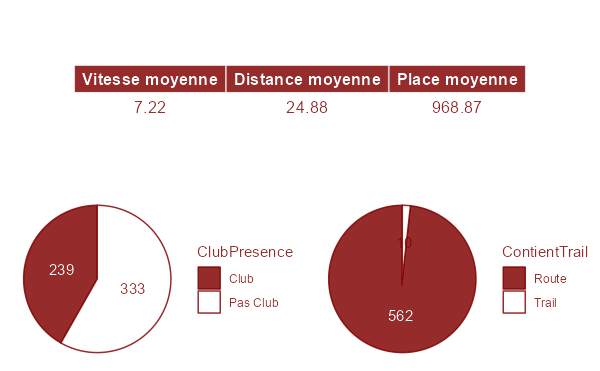 Vitesse moyenne Distance moyenne Place moyenne
7.22 24.88 968.87
ClubPresence
239
333
Club
Pas Club
ContientTrail
10
562
Route
Trail